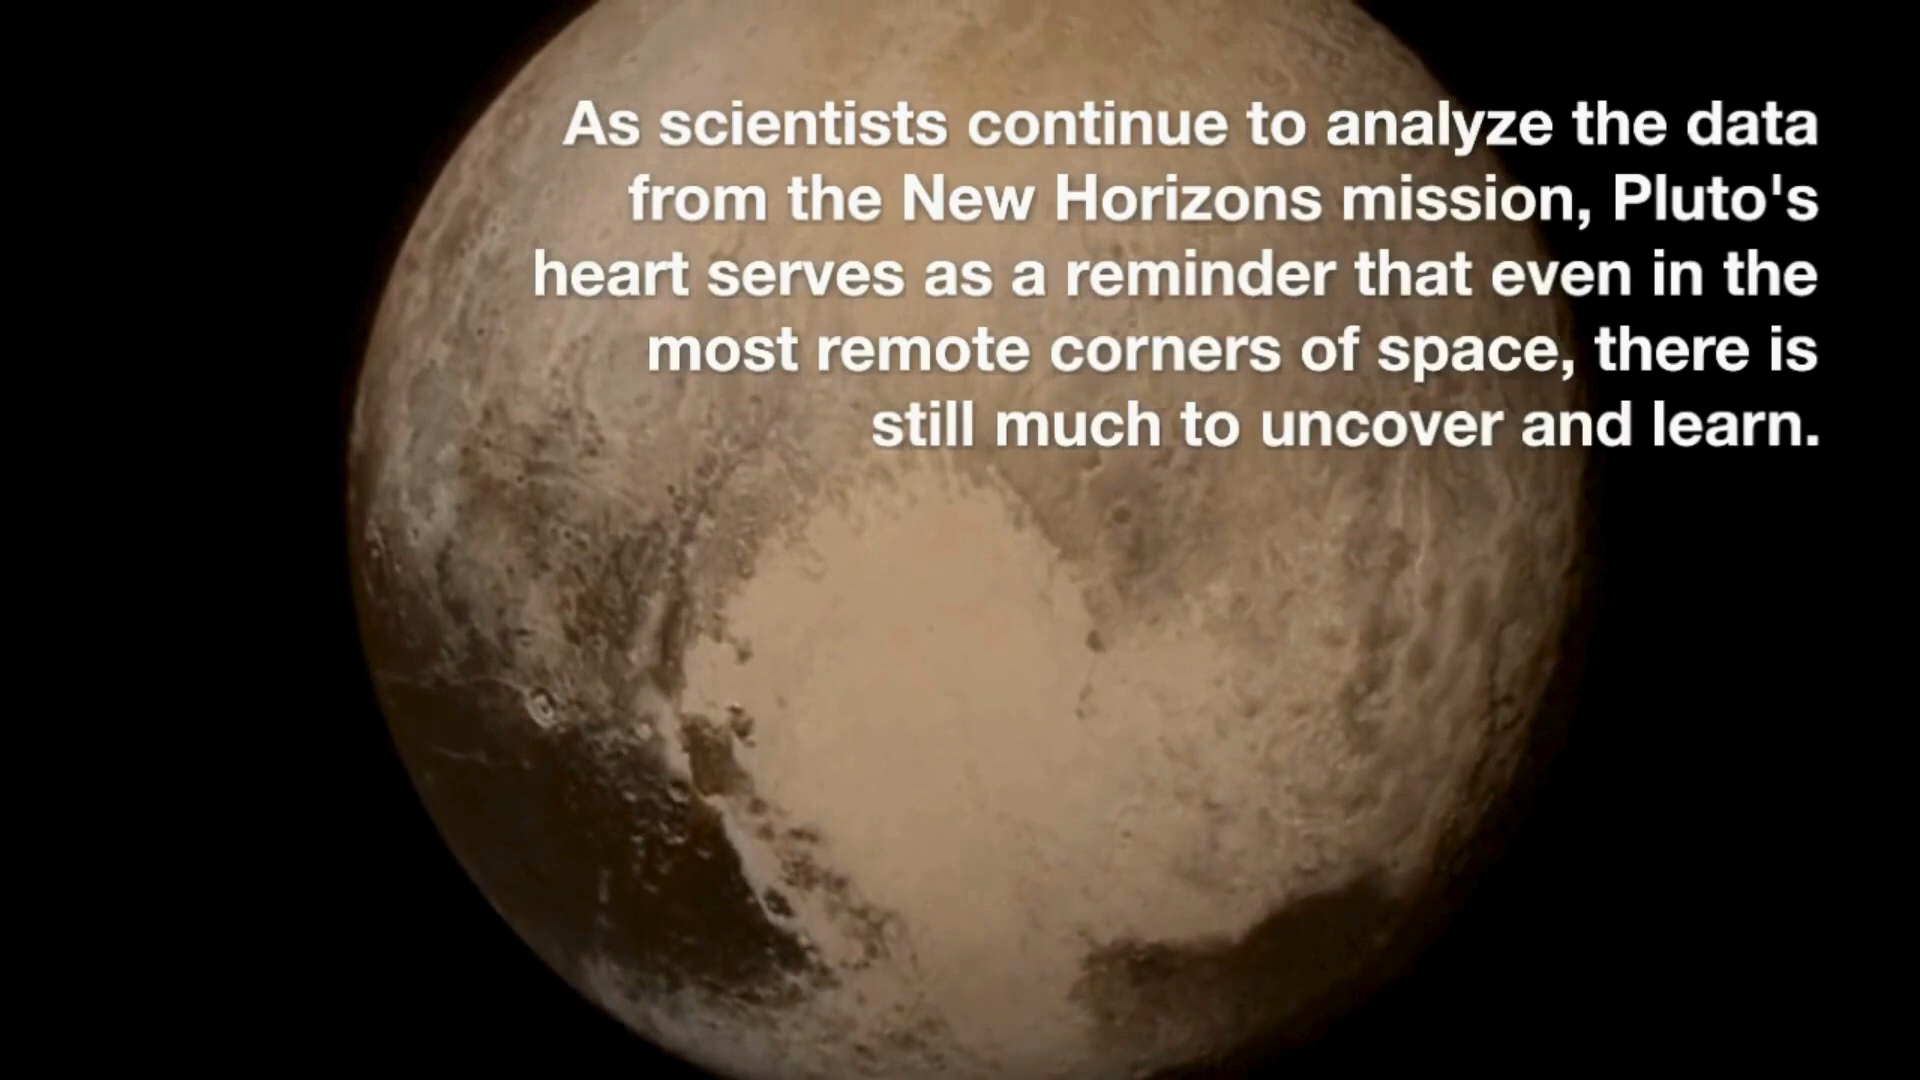 As scientists continue to analyze the data
from the New Horizons mission, Pluto's
heart serves as a reminder that even in the
most remote corners of space, there is
still much to uncover and learn.